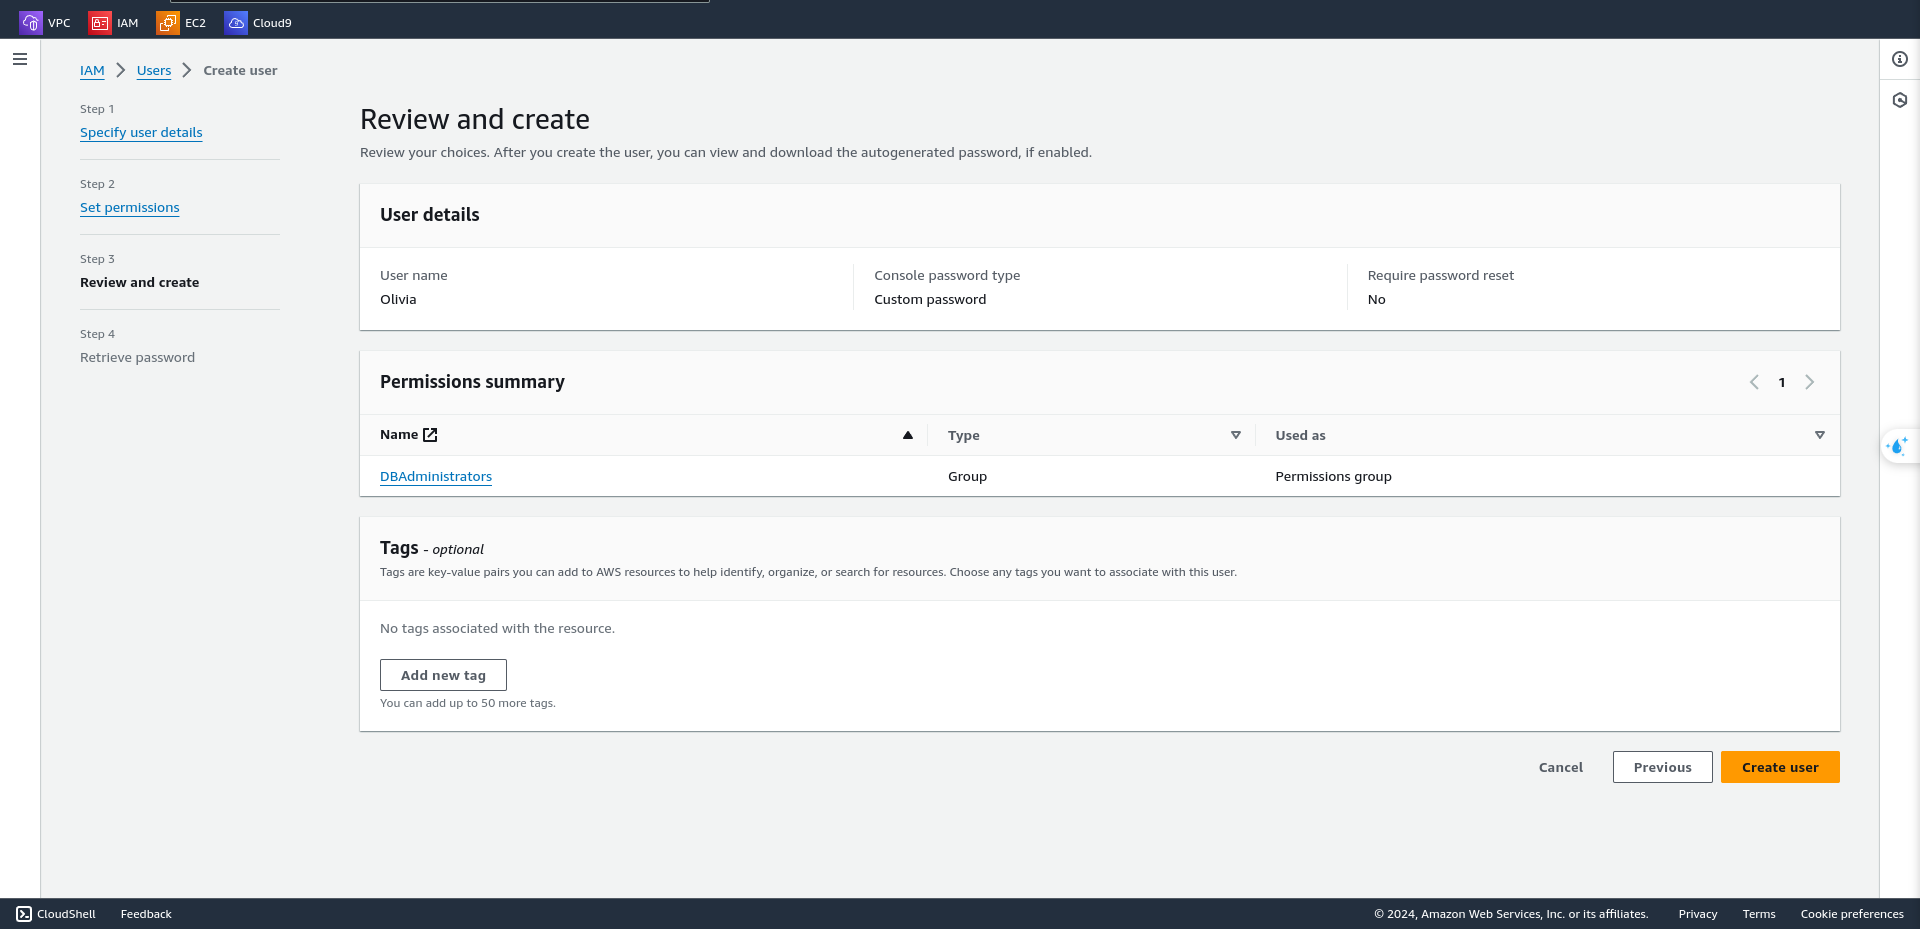 VPC IAM EC2 Cloud9
IAM Users Create user
Step 1
Specify user details
Step 2
Set permissions
Step 3
Review and create
Step 4
Retrieve password
Review and create
Review your choices. After you create the user, you can view and download the autogenerated password, if enabled.
User details
User name
Olivia
Console password type
Custom password
Require password reset
No
Permissions summary
1
Name Type Used as
DBAdministrators Group Permissions group
Tags - optional
Tags are key-value pairs you can add to AWS resources to help identify, organize, or search for resources. Choose any tags you want to associate with this user.
No tags associated with the resource.
Add new tag
You can add up to 50 more tags.
Cancel Previous Create user
CloudShell Feedback © 2024, Amazon Web Services, Inc. or its affiliates. Privacy Terms Cookie preferences